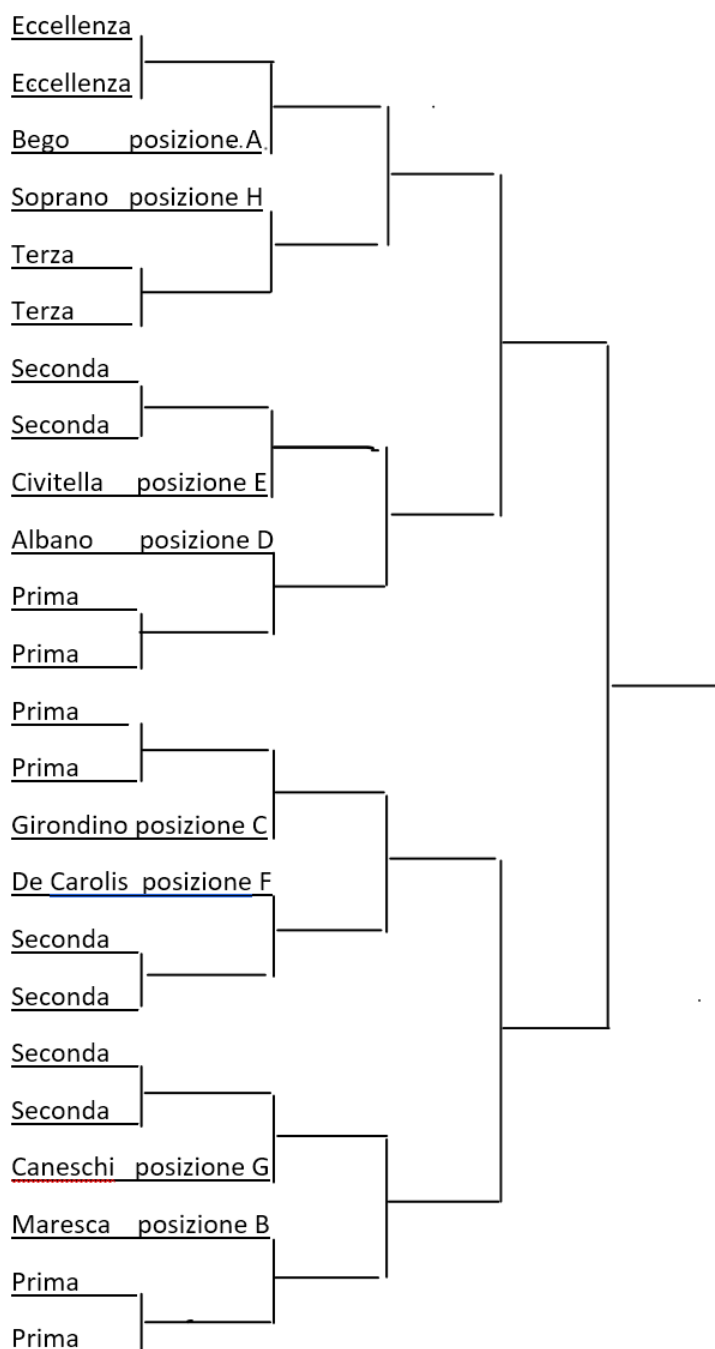 Eccellenza
Eccellenza
Bego posizione.A.
Soprano posizione H
Terza
Terza
Seconda
Seconda
Civitella posizione E
Albano posizione D
Prima
Prima
Prima
Prima
Girondino posizione C
De Carolis posizione F
Seconda
Seconda
Seconda
Seconda
Caneschi posizione G
Maresca posizione B
Prima
Prima